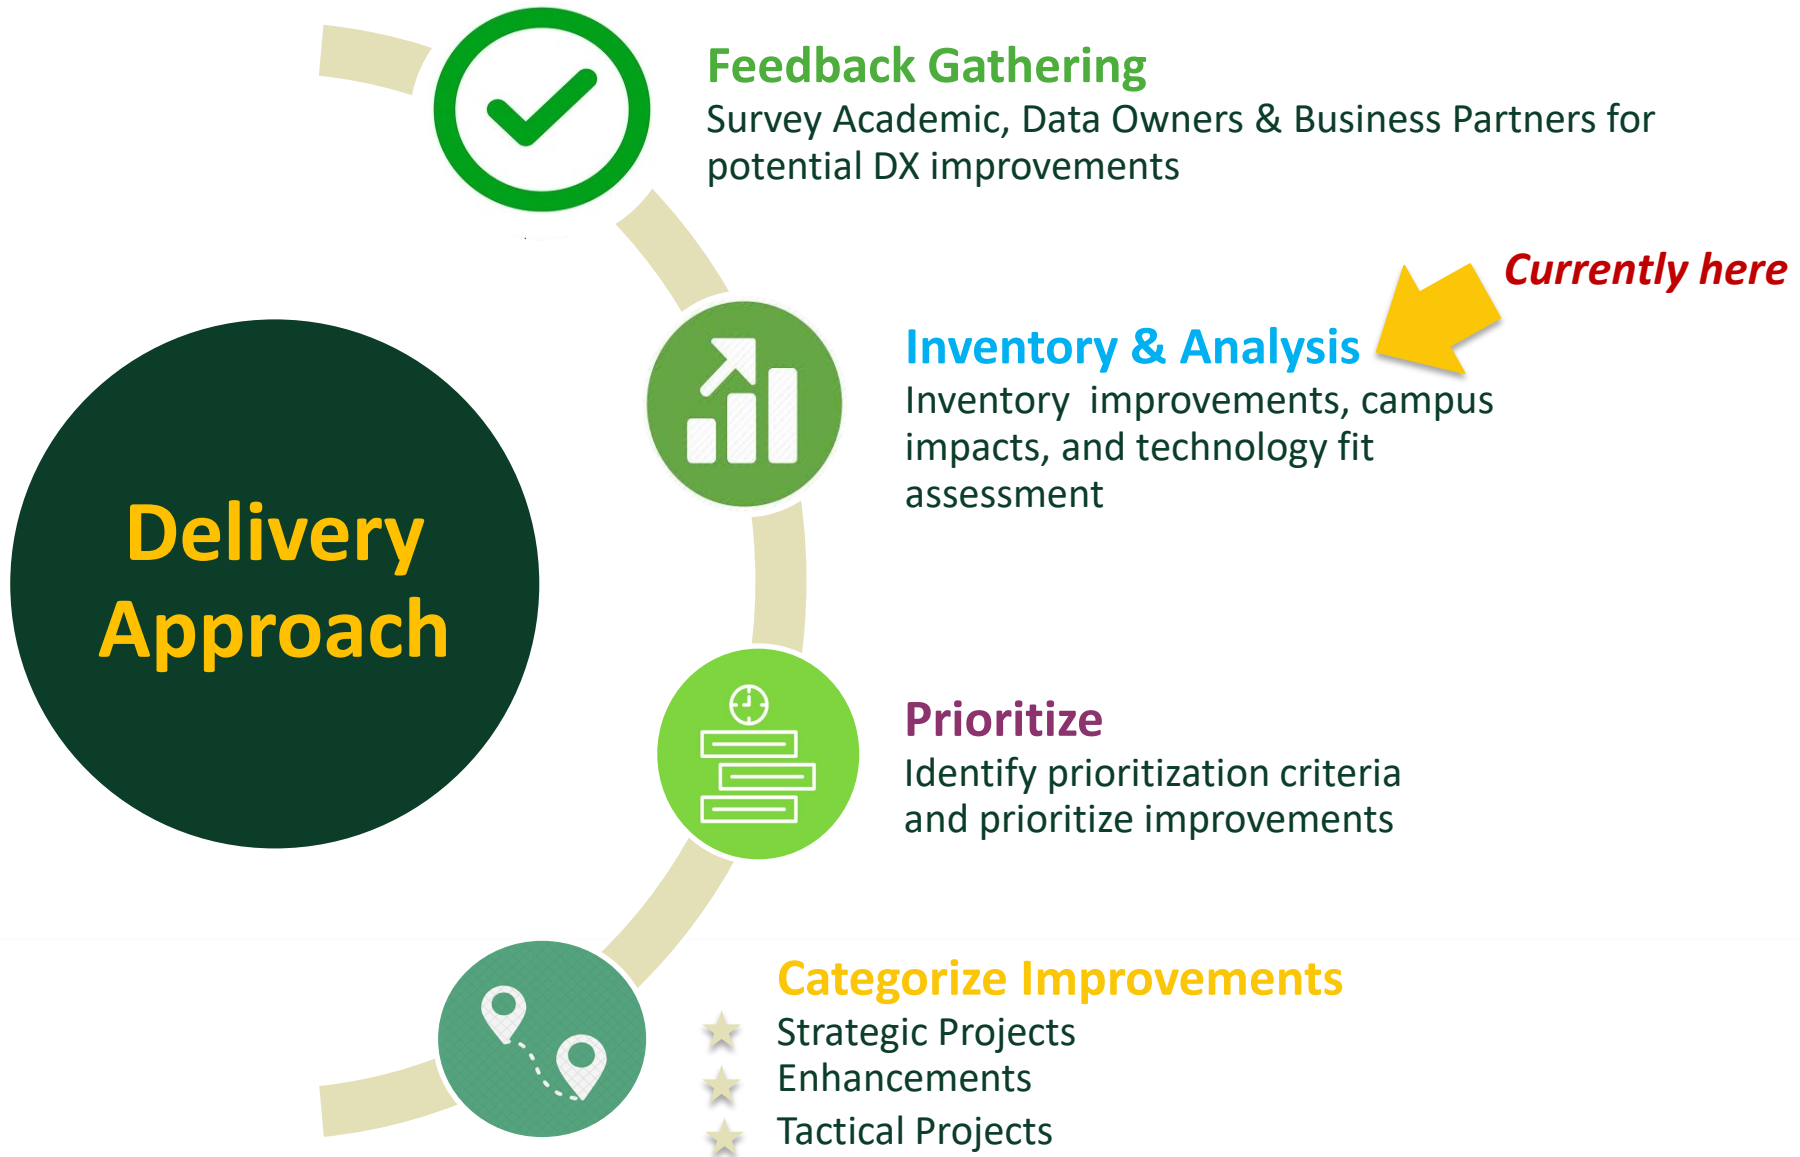 Feedback Gathering
Survey Academic, Data Owners & Business Partners for
potential DX improvements
Currently here
Inventory & Analysis
Inventory  improvements, campus
impacts, and technology fit
assessment
Delivery
Approach
Prioritize
Identify prioritization criteria
and prioritize improvements
Categorize Improvements
Strategic Projects
Enhancements
Tactical Projects